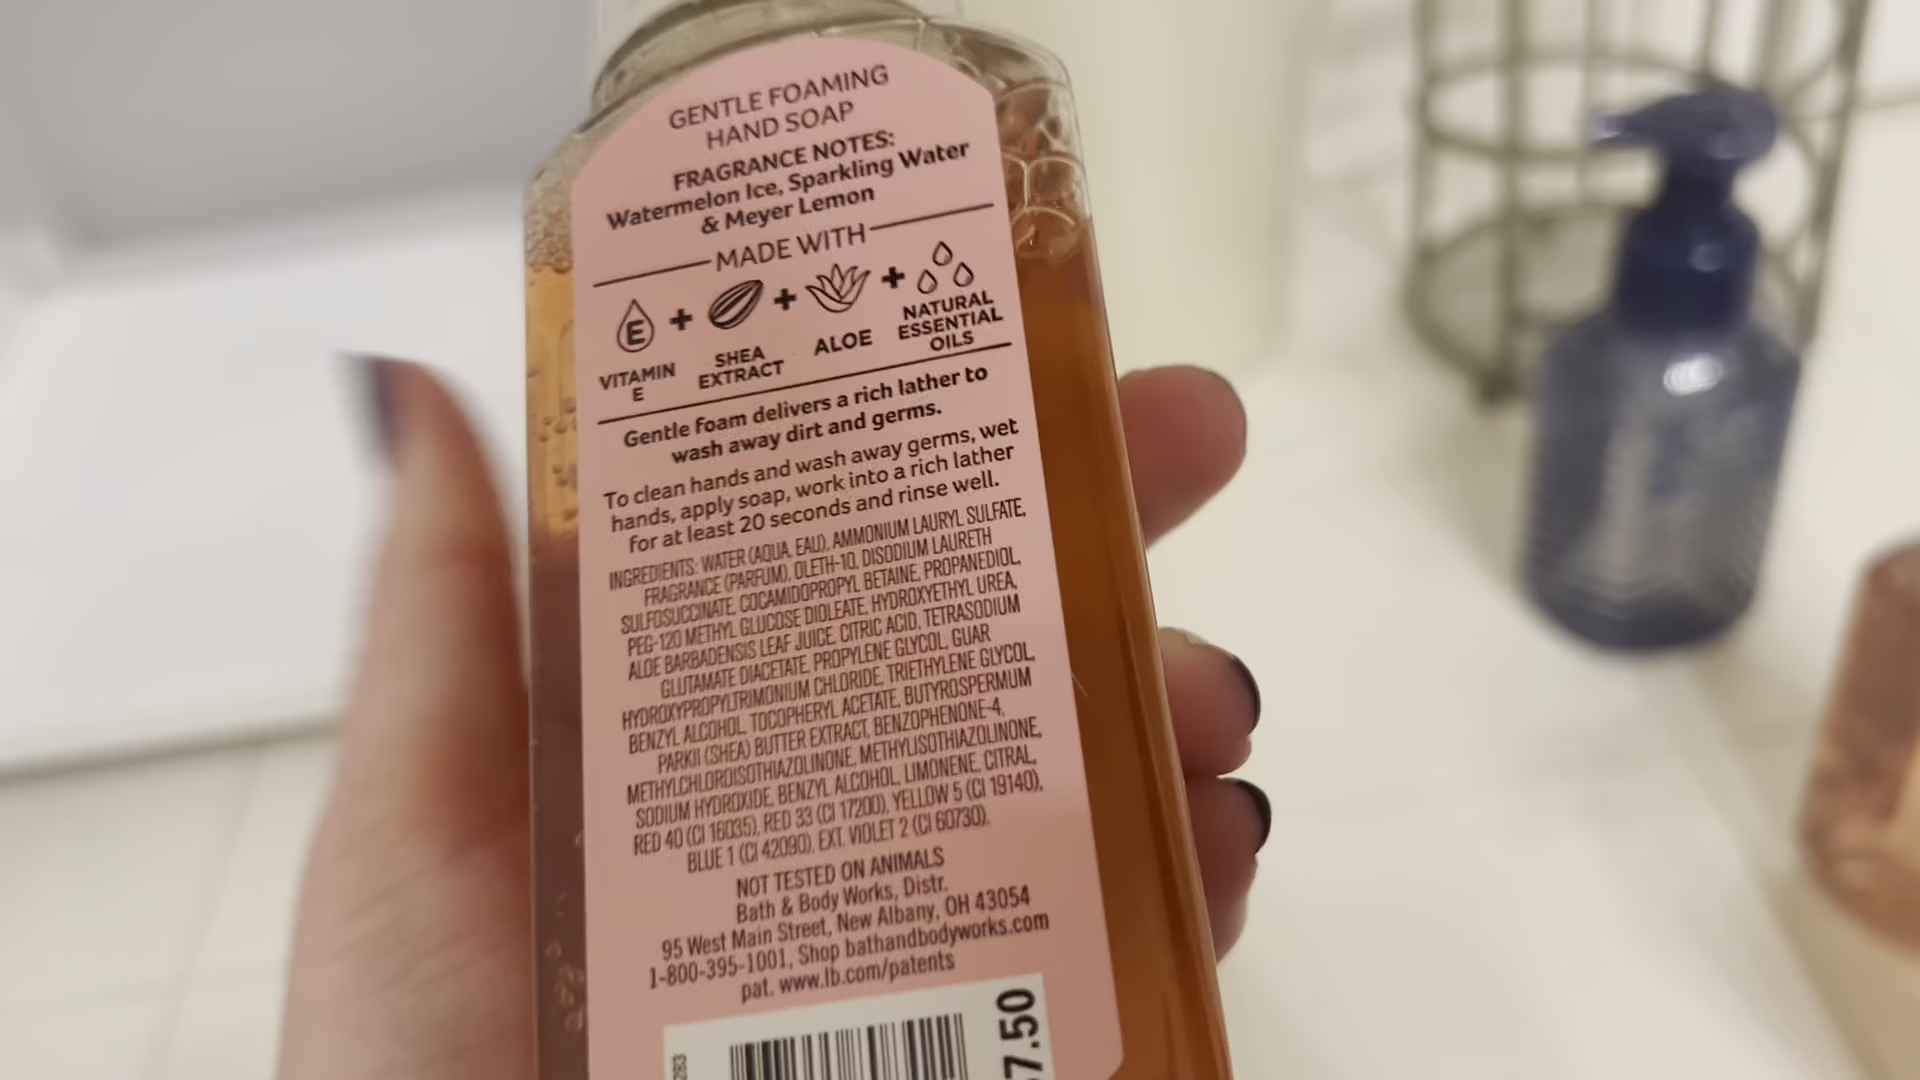 GENTLE FOAMING
HAND SOAP
FRAGRANCE NOTES:
Watermelon Ice, Sparkling Water
& Meyer Lemon
MADE WITH
E
VITAMIN
E
+
SHEA
EXTRACT
+
ALOE
+
NATURAL
ESSENTIAL
OILS
Gentle foam delivers a rich lather to
wash away dirt and germs.
To clean hands and wash away germs, wet
hands, apply soap, work into a rich lather
for at least 20 seconds and rinse well.
INGREDIENTS: WATER (AQUA, EAU), AMMONIUM LAURYL SULFATE,
FRAGRANCE (PARFUM), OLETH-10, DISODIUM LAURETH
SULFOSUCCINATE, COCAMIDOPROPYL BETAINE, PROPANEDIOL,
PEG-120 METHYL GLUCOSE DIOLEATE, HYDROXYETHYL UREA,
ALOE BARBADENSIS LEAF JUICE, CITRIC ACID, TETRASODIUM
GLUTAMATE DIACETATE, PROPYLENE GLYCOL, GUAR
HYDROXYPROPYLTRIMONIUM CHLORIDE, TRIETHYLENE GLYCOL,
BENZYL ALCOHOL, TOCOPHERYL ACETATE, BUTYROSPERMUM
PARKII (SHEA) BUTTER EXTRACT, BENZOPHENONE-4,
METHYLCHLOROISOTHIAZOLINONE, METHYLISOTHIAZOLINONE,
SODIUM HYDROXIDE, BENZYL ALCOHOL, LIMONENE, CITRAL,
RED 40 (CI 16035), RED 33 (CI 17200), YELLOW 5 (CI 19140),
BLUE 1 (CI 42090), EXT. VIOLET 2 (CI 60730).
NOT TESTED ON ANIMALS
Bath & Body Works, Distr.
95 West Main Street, New Albany, OH 43054
1-800-395-1001, Shop bathandbodyworks.com
pat. www.lb.com/patents
7.50
283